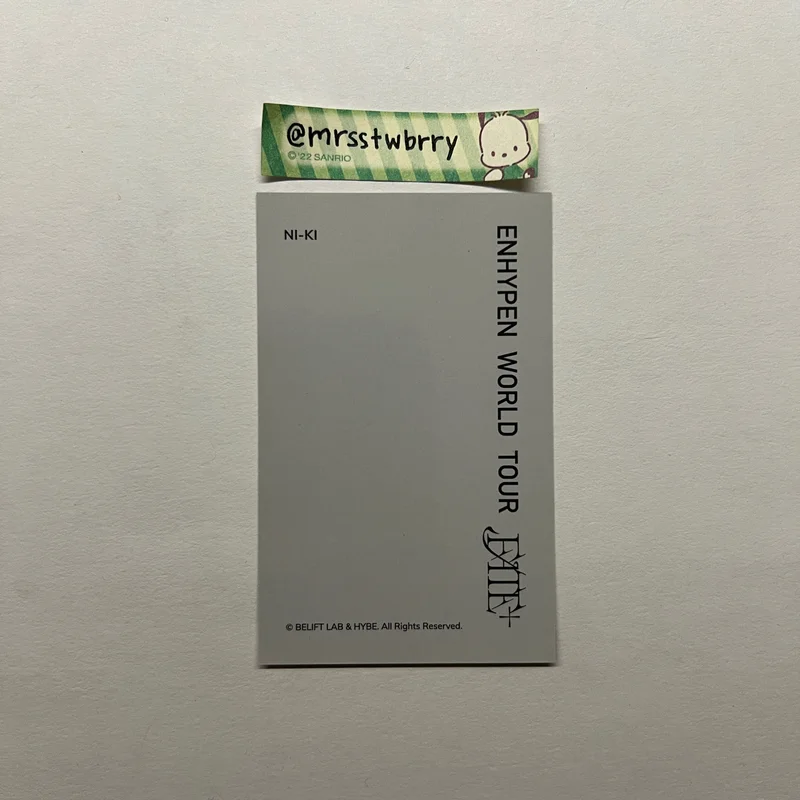 @mrsstwbrry
© '22 SANRIO
NI-KI
ENHYPEN WORLD TOUR FATE+
© BELIFT LAB & HYBE. All Rights Reserved.